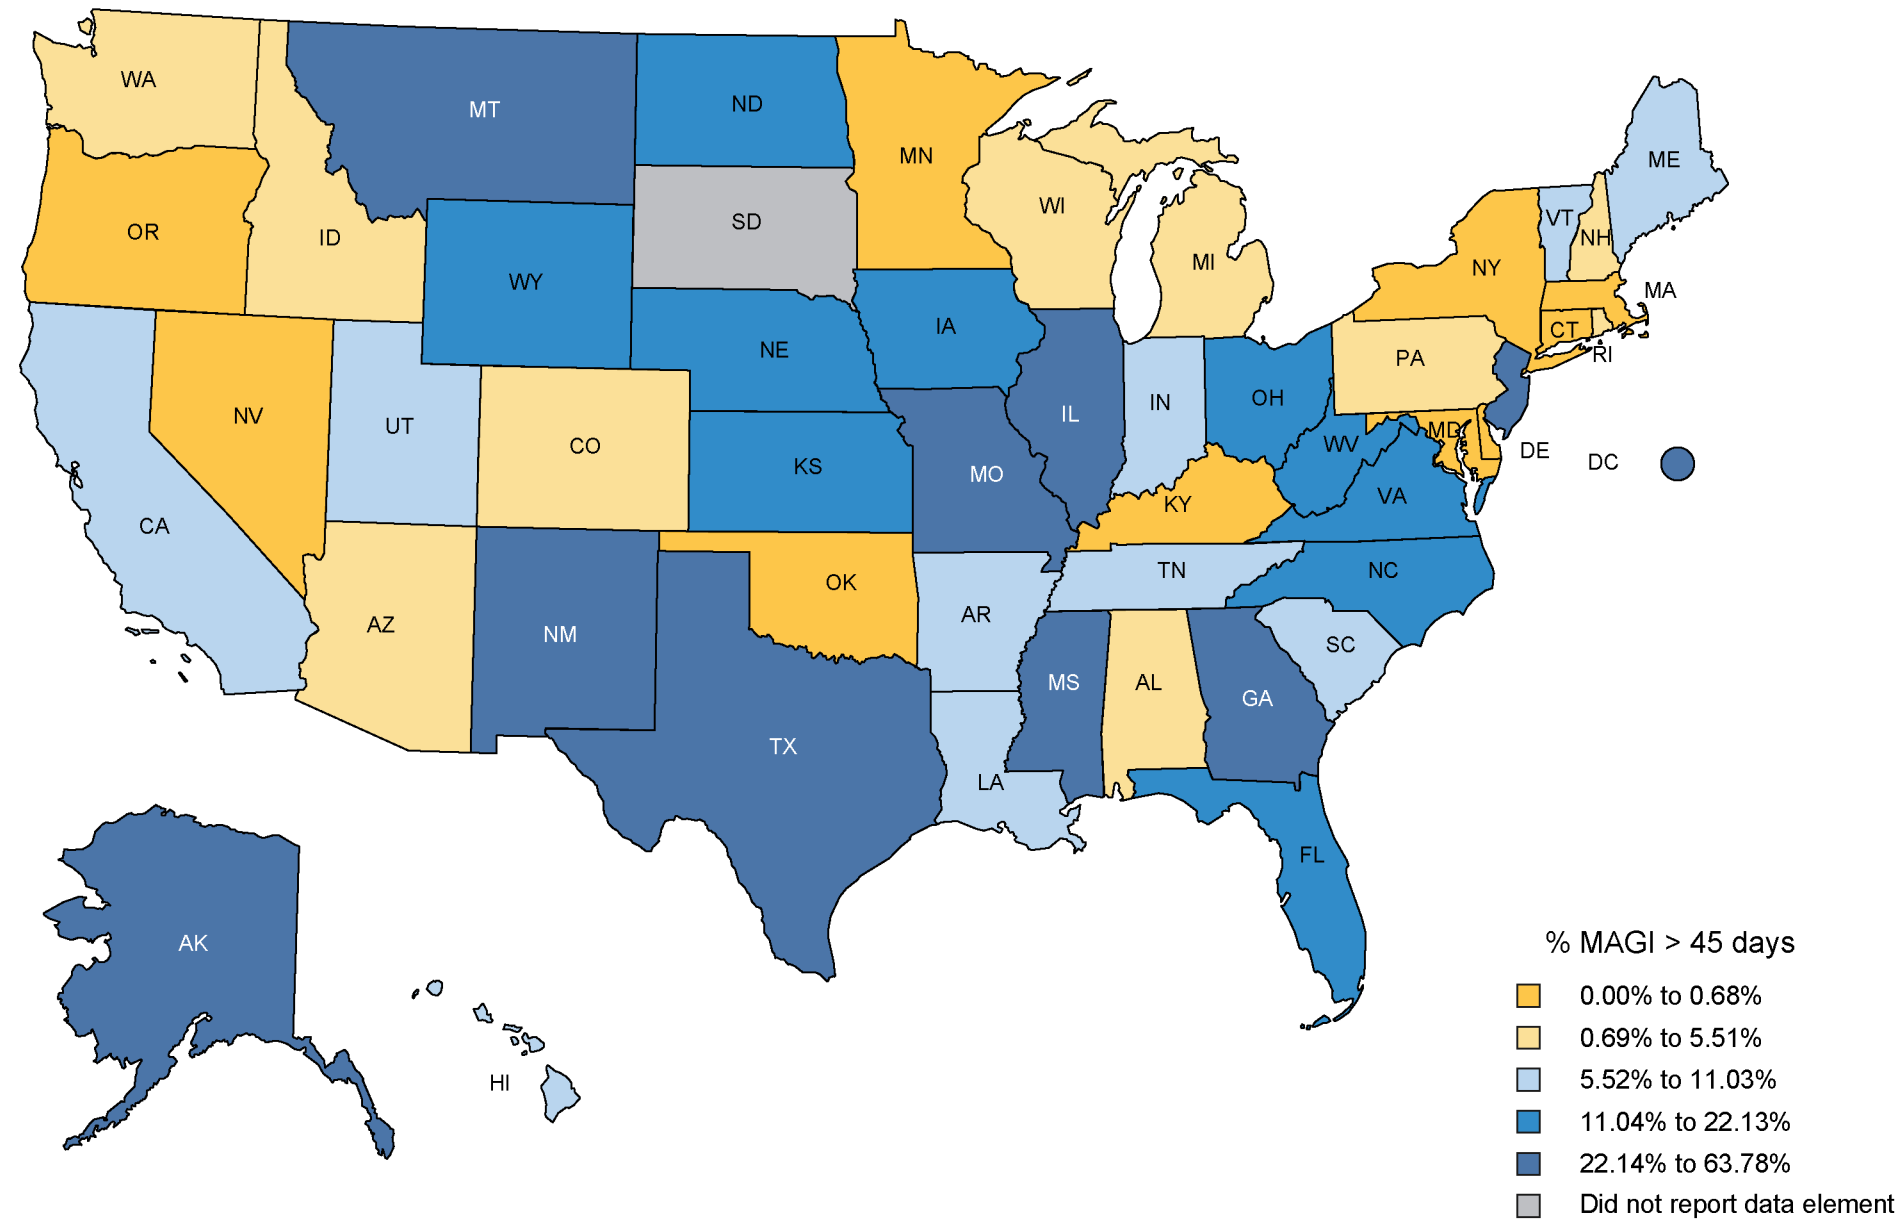 WA
MT
ND
MN
ME
OR
ID
SD
WI
VT
NH
MI
NY
WY
MA
IA
CT
RI
NE
PA
NV
UT
CO
IL
IN
OH
MD
WV
DE
DC
KS
MO
VA
KY
CA
OK
TN
NC
AZ
NM
AR
SC
MS
AL
GA
TX
LA
FL
AK
HI
% MAGI > 45 days
0.00% to 0.68%
0.69% to 5.51%
5.52% to 11.03%
11.04% to 22.13%
22.14% to 63.78%
Did not report data element